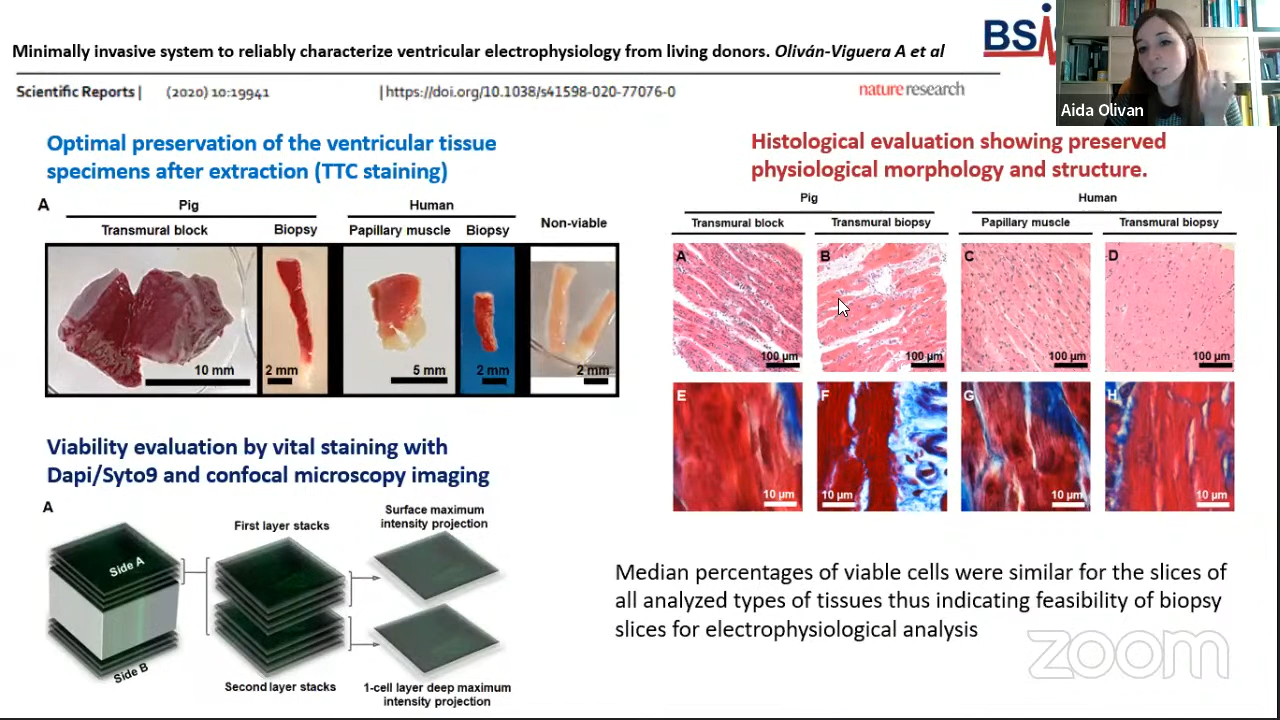 Minimally invasive system to reliably characterize ventricular electrophysiology from living donors. Oliván-Viguera A et al
BSi
Scientific Reports | (2020) 10:19941 | https://doi.org/10.1038/s41598-020-77076-0 natureresearch
Aida Olivan
Optimal preservation of the ventricular tissue
specimens after extraction (TTC staining)
A
Pig Human Non-viable
Transmural block Biopsy Papillary muscle Biopsy
10 mm 2 mm 5 mm 2 mm 2 mm
Viability evaluation by vital staining with
Dapi/Syto9 and confocal microscopy imaging
A
Side A
Side B
First layer stacks
Second layer stacks
Surface maximum
intensity projection
1-cell layer deep maximum
intensity projection
Histological evaluation showing preserved
physiological morphology and structure.
Pig Human
Transmural block Transmural biopsy Papillary muscle Transmural biopsy
A B C D
100 µm 100 µm 100 µm 100 µm
E F G H
10 µm 10 µm 10 µm 10 µm
Median percentages of viable cells were similar for the slices of
all analyzed types of tissues thus indicating feasibility of biopsy
slices for electrophysiological analysis
zoom